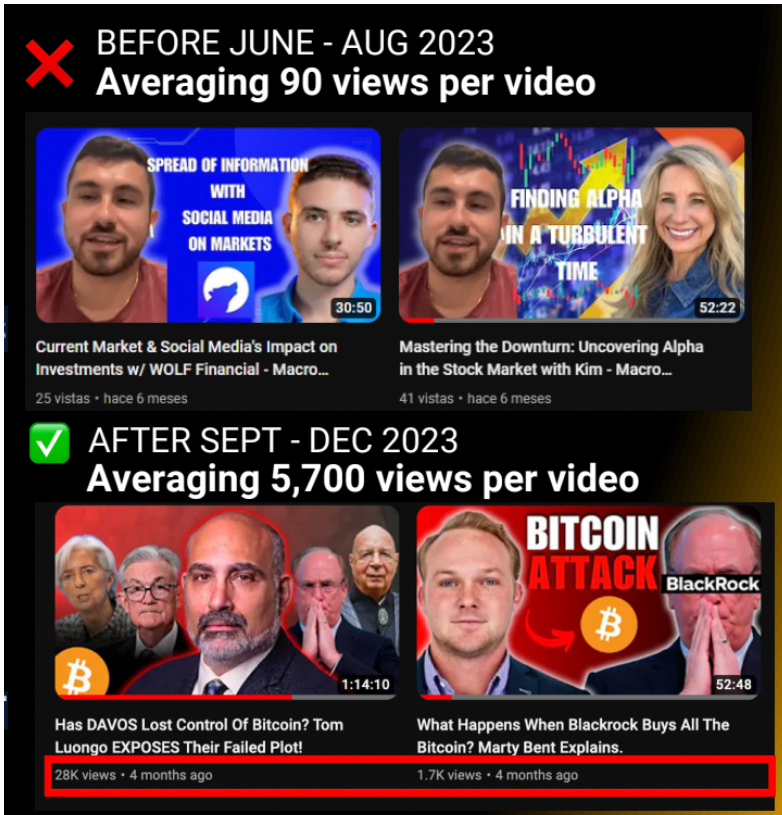 BEFORE JUNE - AUG 2023
Averaging 90 views per video
SPREAD OF INFORMATION
WITH
SOCIAL MEDIA
ON MARKETS
30:50
FINDING ALPHA
IN A TURBULENT
TIME
52:22
Current Market & Social Media's Impact on
Investments w/ WOLF Financial - Macro...
25 vistas • hace 6 meses
Mastering the Downturn: Uncovering Alpha
in the Stock Market with Kim - Macro...
41 vistas • hace 6 meses
AFTER SEPT - DEC 2023
Averaging 5,700 views per video
1:14:10
BITCOIN
ATTACK
BlackRock
52:48
Has DAVOS Lost Control Of Bitcoin? Tom
Luongo EXPOSES Their Failed Plot!
28K views • 4 months ago
What Happens When Blackrock Buys All The
Bitcoin? Marty Bent Explains.
1.7K views • 4 months ago